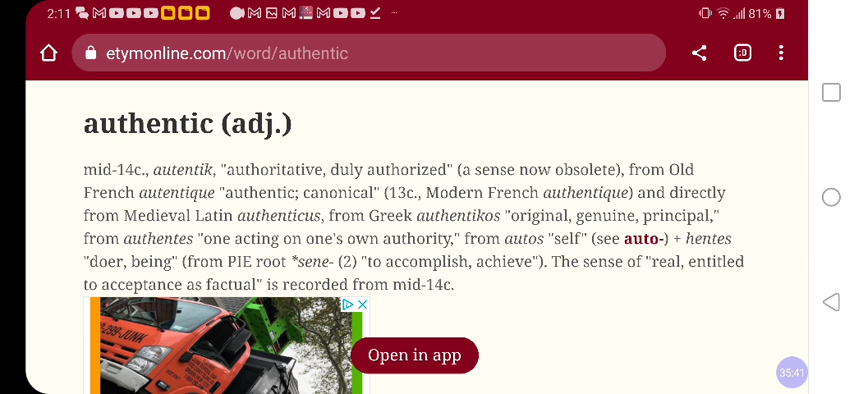 2:11
81%
etymonline.com/word/authentic
:D
authentic (adj.)
mid-14c., autentik, "authoritative, duly authorized" (a sense now obsolete), from Old
French autentique "authentic; canonical" (13c., Modern French authentique) and directly
from Medieval Latin authenticus, from Greek authentikos "original, genuine, principal,"
from authentes "one acting on one's own authority," from autos "self" (see auto-) + hentes
"doer, being" (from PIE root *sene- (2) "to accomplish, achieve"). The sense of "real, entitled
to acceptance as factual" is recorded from mid-14c.
Open in app
35:41